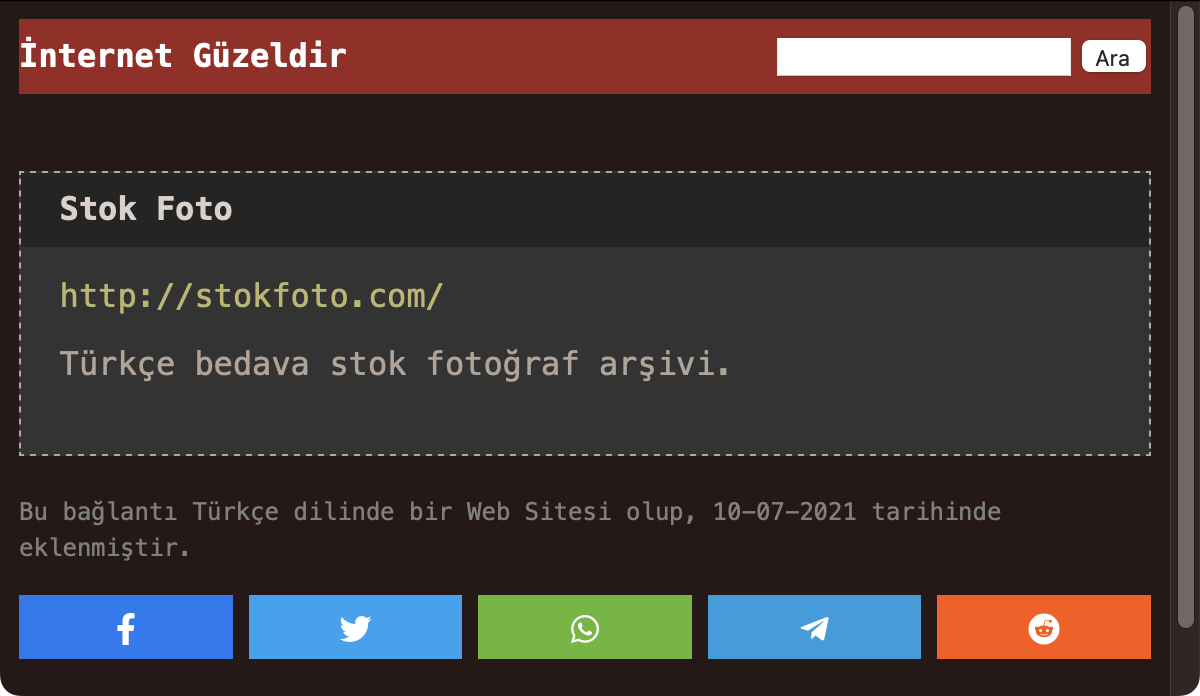 İnternet Güzeldir
Ara
Stok Foto
http://stokfoto.com/
Türkçe bedava stok fotoğraf arşivi.
Bu bağlantı Türkçe dilinde bir Web Sitesi olup, 10-07-2021 tarihinde
eklenmiştir.